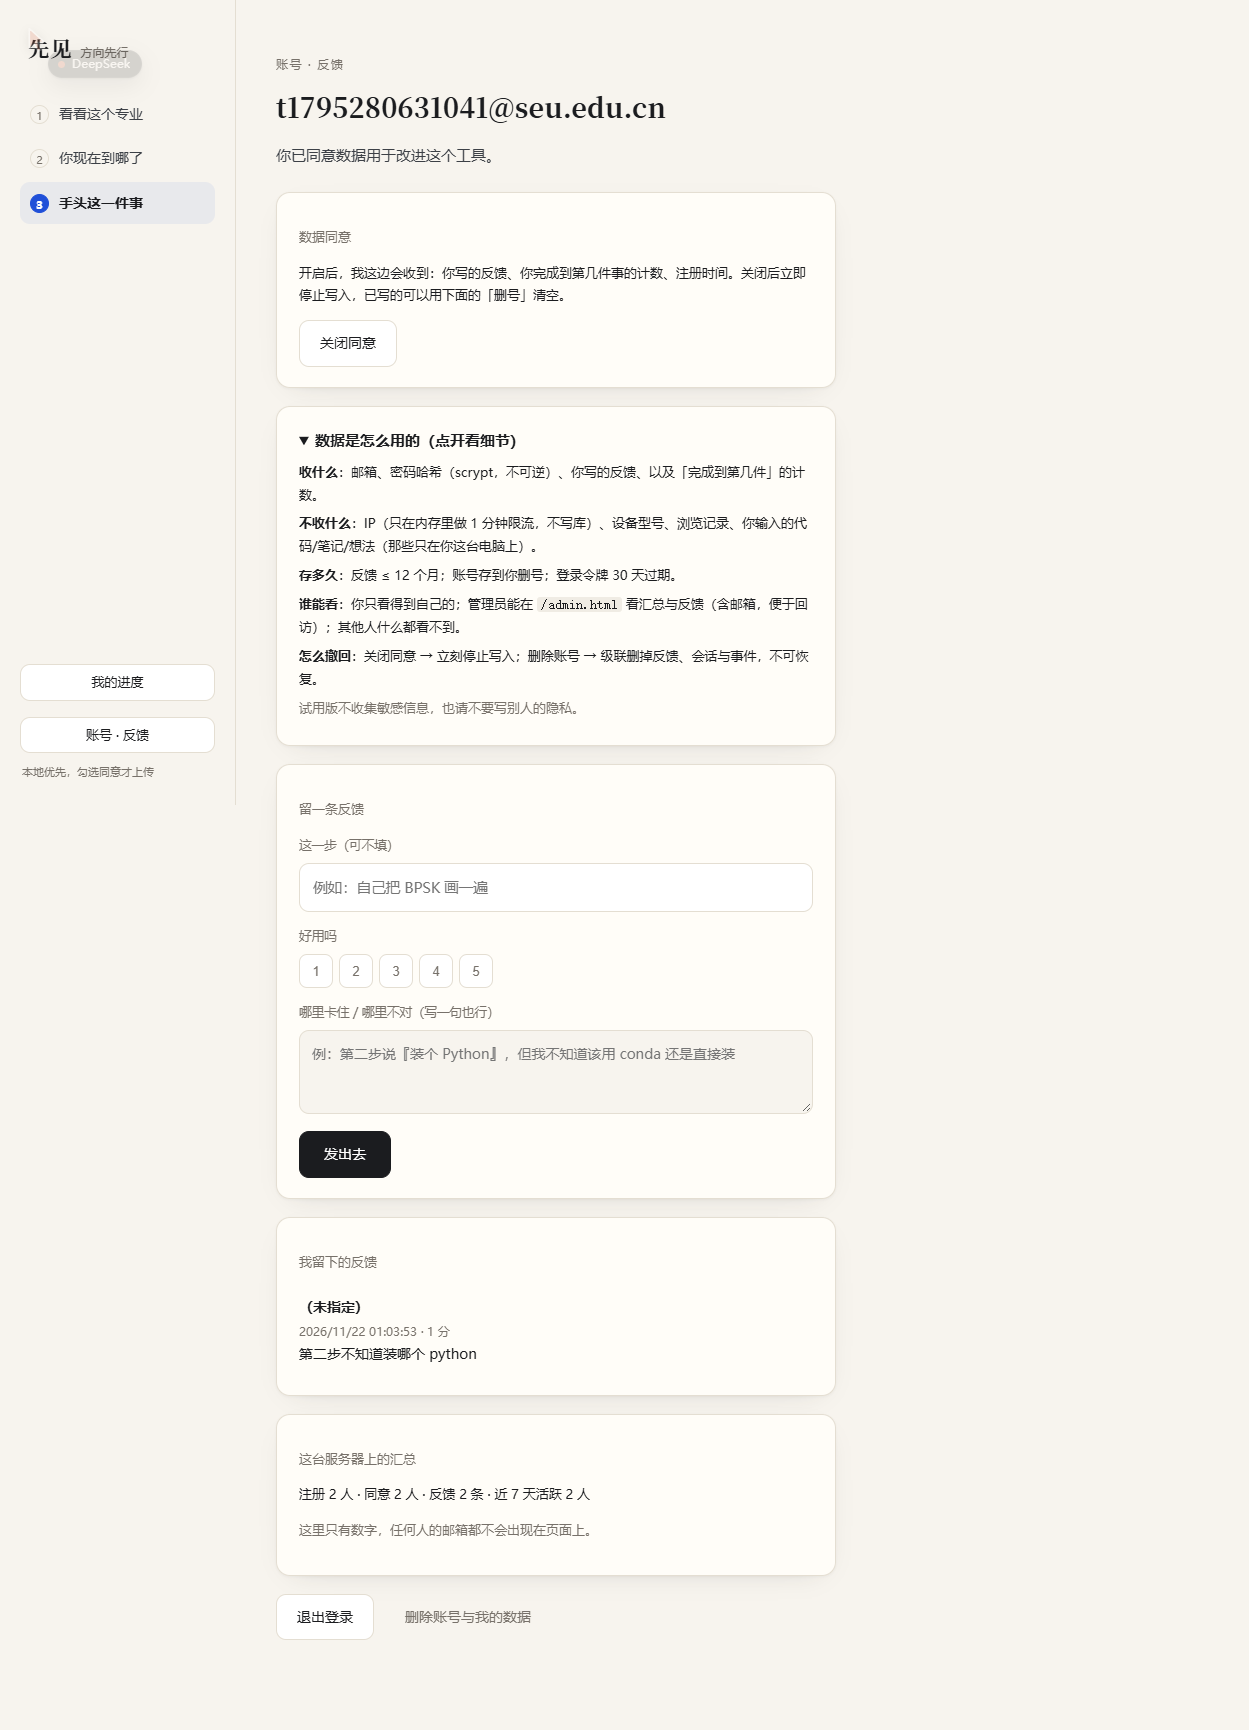 先见 方向先行
DeepSeek
1 看看这个专业
2 你现在到哪了
3 手头这一件事
我的进度
账号 · 反馈
本地优先，勾选同意才上传
账号 · 反馈
t1795280631041@seu.edu.cn
你已同意数据用于改进这个工具。
数据同意
开启后，我这边会收到：你写的反馈、你完成到第几件事的计数、注册时间。关闭后立即
停止写入，已写的可以用下面的「删号」清空。
关闭同意
▼ 数据是怎么用的（点开看细节）
收什么：邮箱、密码哈希（scrypt，不可逆）、你写的反馈、以及「完成到第几件」的计
数。
不收什么：IP（只在内存里做 1 分钟限流，不写库）、设备型号、浏览记录、你输入的代
码/笔记/想法（那些只在你这台电脑上）。
存多久：反馈 ≤ 12 个月；账号存到你删号；登录令牌 30 天过期。
谁能看：你只看得到自己的；管理员能在 /admin.html 看汇总与反馈（含邮箱，便于回
访）；其他人什么都看不到。
怎么撤回：关闭同意 → 立刻停止写入；删除账号 → 级联删掉反馈、会话与事件，不可恢
复。
试用版不收集敏感信息，也请不要写别人的隐私。
留一条反馈
这一步（可不填）
例如：自己把 BPSK 画一遍
好用吗
1 2 3 4 5
哪里卡住 / 哪里不对（写一句也行）
例：第二步说『装个 Python』，但我不知道该用 conda 还是直接装
发出去
我留下的反馈
（未指定）
2026/11/22 01:03:53 · 1 分
第二步不知道装哪个 python
这台服务器上的汇总
注册 2 人 · 同意 2 人 · 反馈 2 条 · 近 7 天活跃 2 人
这里只有数字，任何人的邮箱都不会出现在页面上。
退出登录 删除账号与我的数据